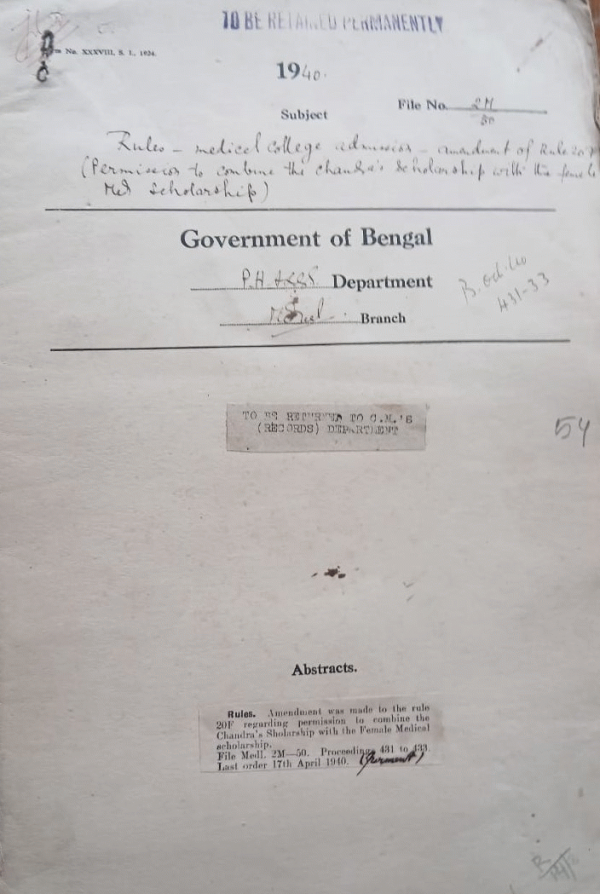 TO BE RETAINED PERMANENTLY
No. XXXVIII, S. I., 1926.
1940.
File No. 2M/50
Subject
Rules – medical college admission – amendment of Rule 20F
(Permission to combine the Chandra's Scholarship with the female
Med scholarship)
Government of Bengal
Department
B. Oct. 40
431-33
Branch
TO BE RETURNED TO C.M.'S
(RECORDS) DEPARTMENT
54
Abstracts.
Rules. Amendment was made to the rule
20F regarding permission to combine the
Chandra's Sholarship with the Female Medical
scholarship.
File Medl. 2M—50. Proceedings 431 to 433.
Last order 17th April 1940. (Permant)